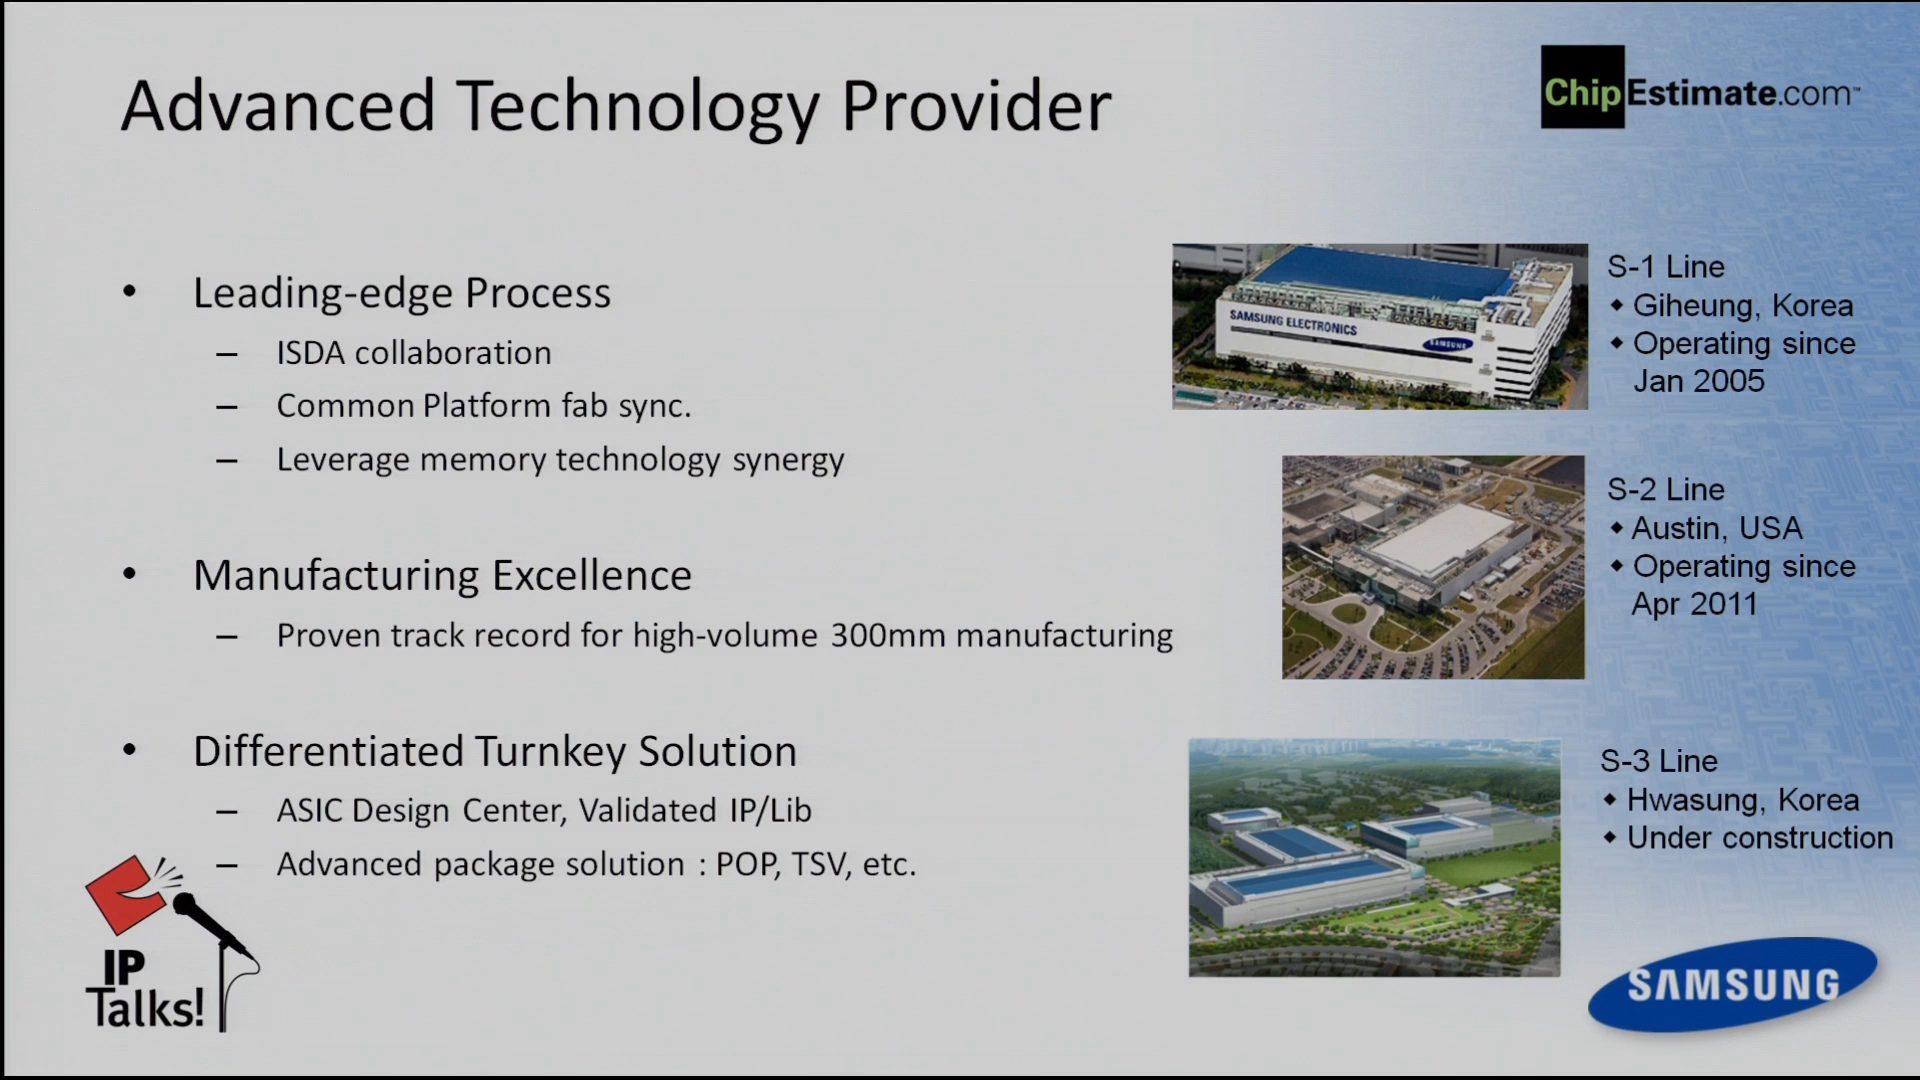 Advanced Technology Provider
ChipEstimate.com™
• Leading-edge Process
– ISDA collaboration
– Common Platform fab sync.
– Leverage memory technology synergy
• Manufacturing Excellence
– Proven track record for high-volume 300mm manufacturing
• Differentiated Turnkey Solution
– ASIC Design Center, Validated IP/Lib
– Advanced package solution : POP, TSV, etc.
SAMSUNG ELECTRONICS
SAMSUNG
S-1 Line
◆ Giheung, Korea
◆ Operating since
Jan 2005
S-2 Line
◆ Austin, USA
◆ Operating since
Apr 2011
S-3 Line
◆ Hwasung, Korea
◆ Under construction
IP
Talks!
SAMSUNG